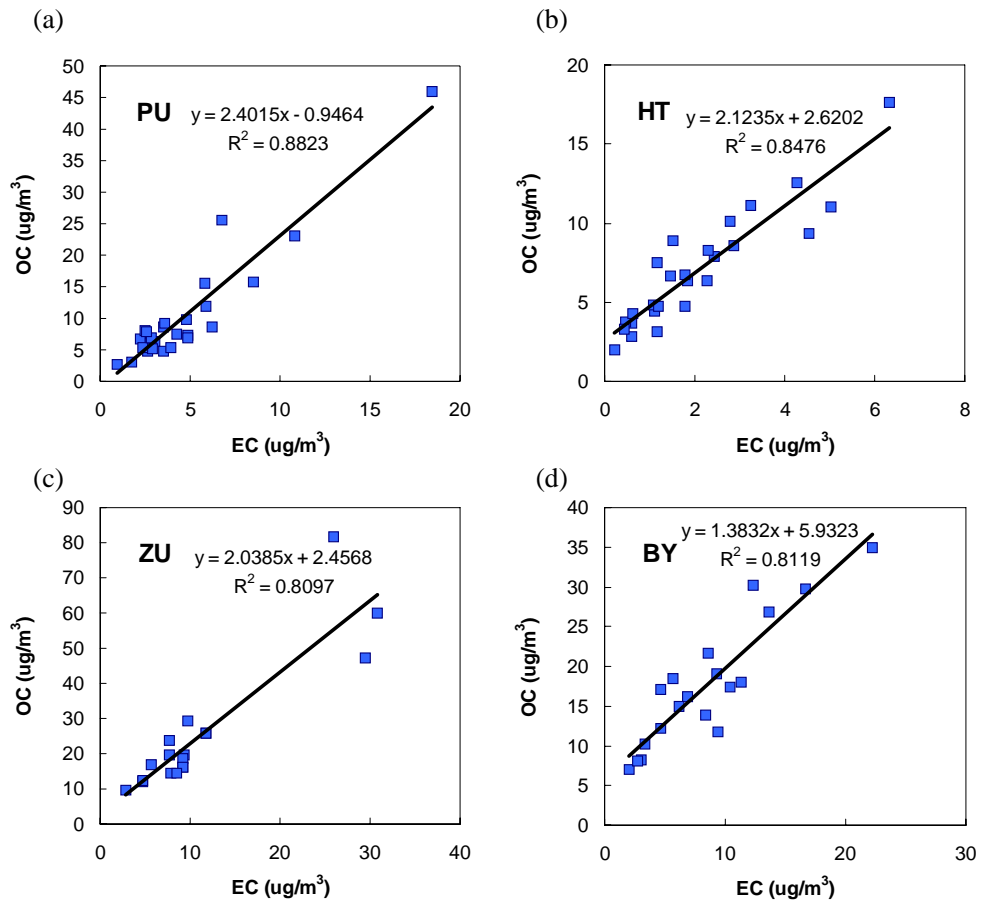 (a)
50
45
40
35
30
25
20
15
10
5
0
OC (ug/m³)
PU
y = 2.4015x - 0.9464
R² = 0.8823
0 5 10 15 20
EC (ug/m³)
(b)
20
15
10
5
0
OC (ug/m³)
HT
y = 2.1235x + 2.6202
R² = 0.8476
0 2 4 6 8
EC (ug/m³)
(c)
90
80
70
60
50
40
30
20
10
0
OC (ug/m³)
ZU
y = 2.0385x + 2.4568
R² = 0.8097
0 10 20 30 40
EC (ug/m³)
(d)
40
35
30
25
20
15
10
5
0
OC (ug/m³)
BY
y = 1.3832x + 5.9323
R² = 0.8119
0 10 20 30
EC (ug/m³)